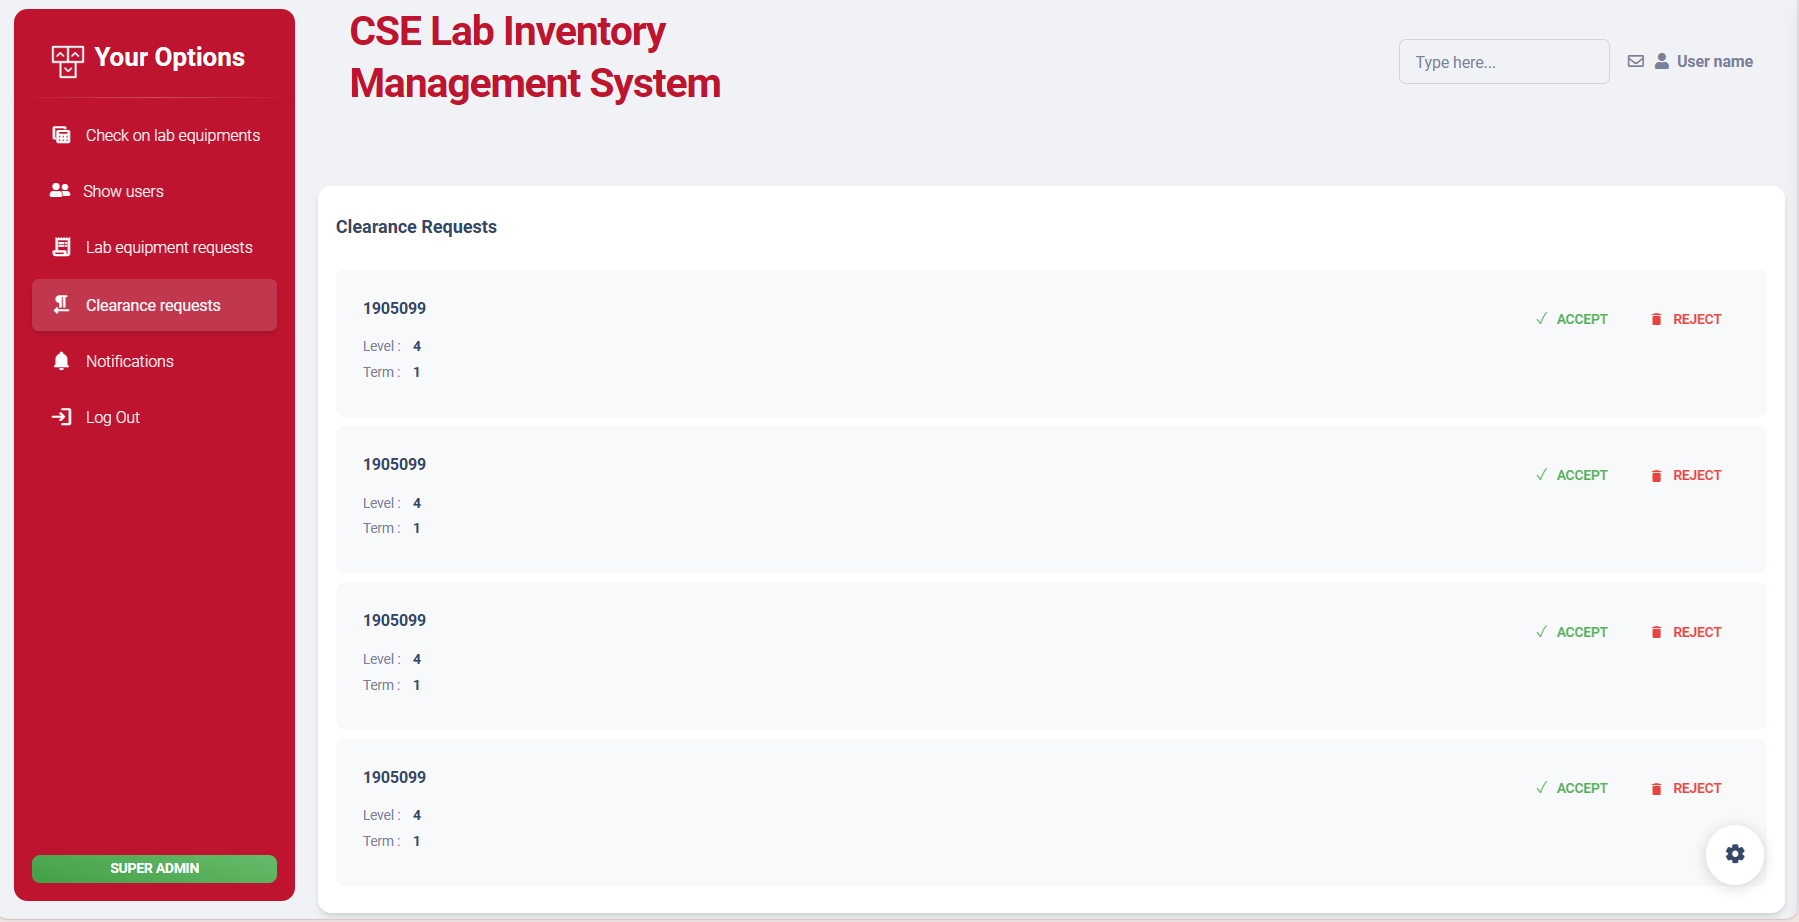 Your Options
Check on lab equipments
Show users
Lab equipment requests
Clearance requests
Notifications
Log Out
SUPER ADMIN
CSE Lab Inventory
Management System
Type here...
User name
Clearance Requests
1905099
ACCEPT REJECT
Level : 4
Term : 1
1905099
ACCEPT REJECT
Level : 4
Term : 1
1905099
ACCEPT REJECT
Level : 4
Term : 1
1905099
ACCEPT REJECT
Level : 4
Term : 1